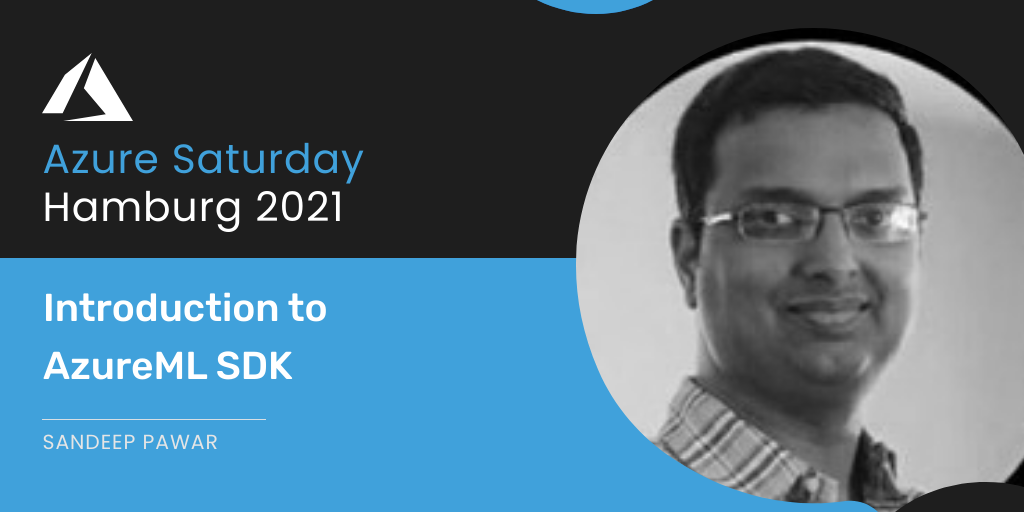 Azure Saturday
Hamburg 2021
Introduction to
AzureML SDK
SANDEEP PAWAR